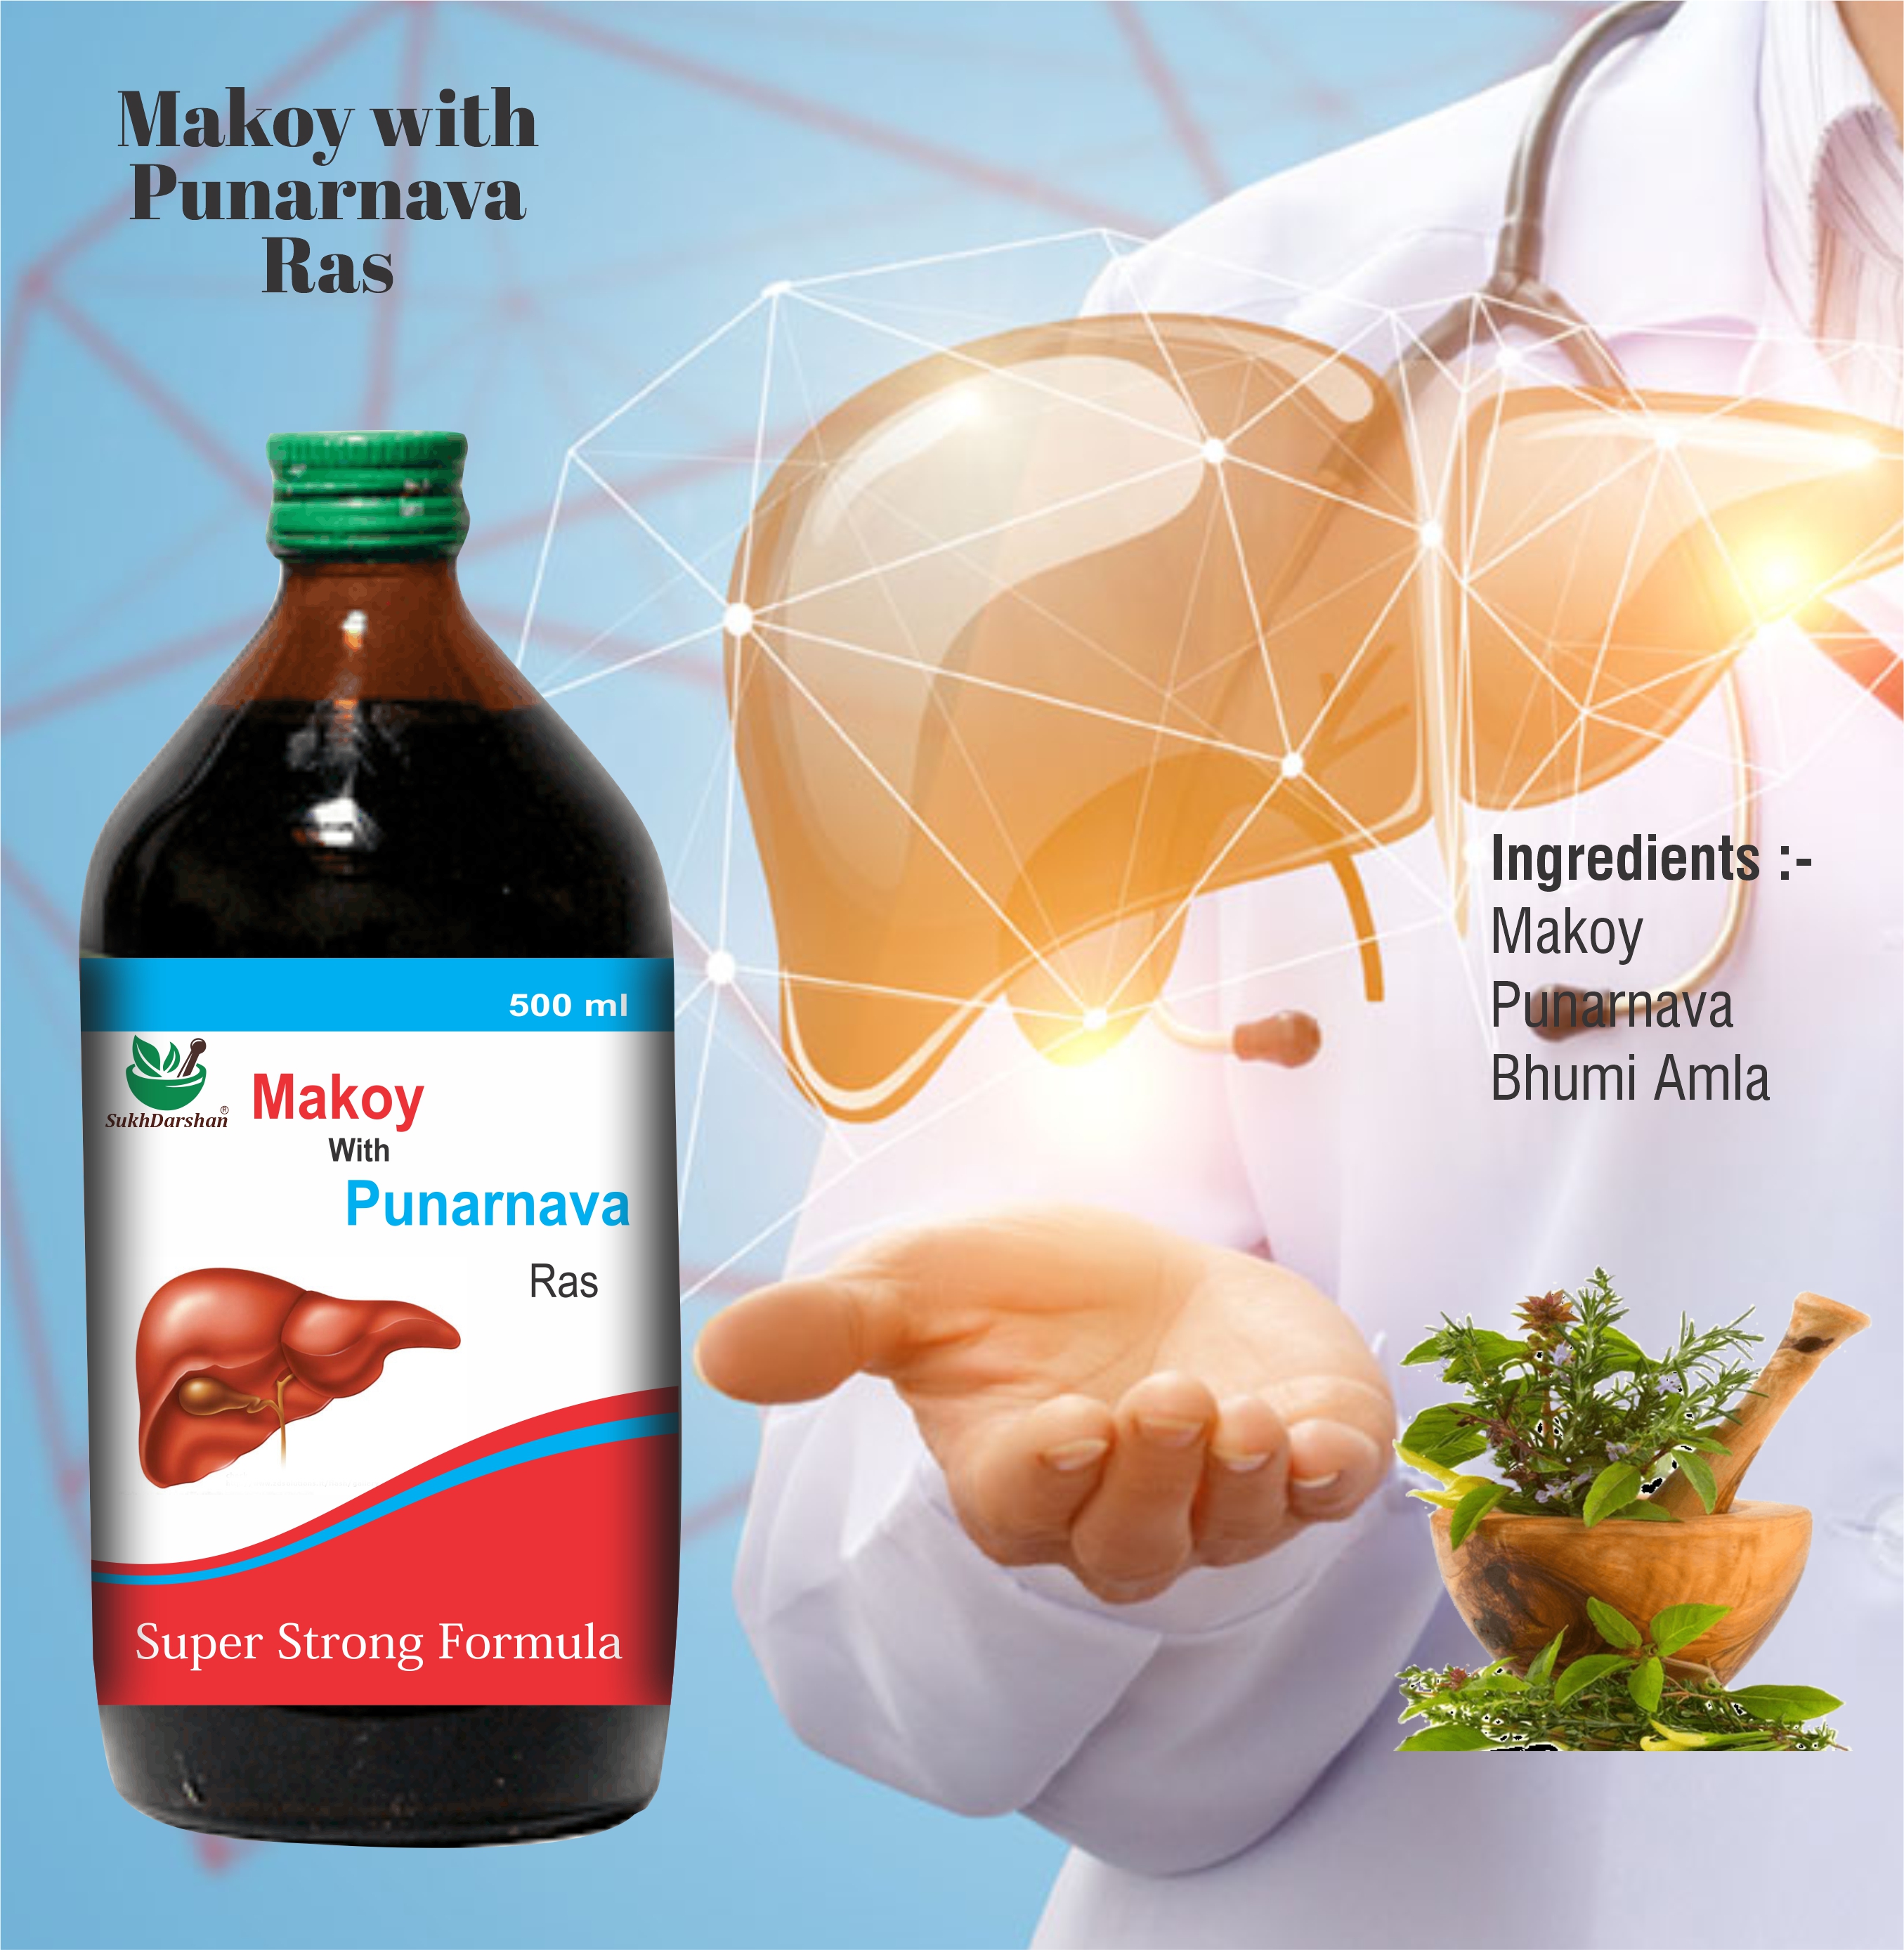 Makoy with
Punarnava
Ras
500 ml
SukhDarshan®
Makoy
With
Punarnava
Ras
Super Strong Formula
Ingredients :-
Makoy
Punarnava
Bhumi Amla